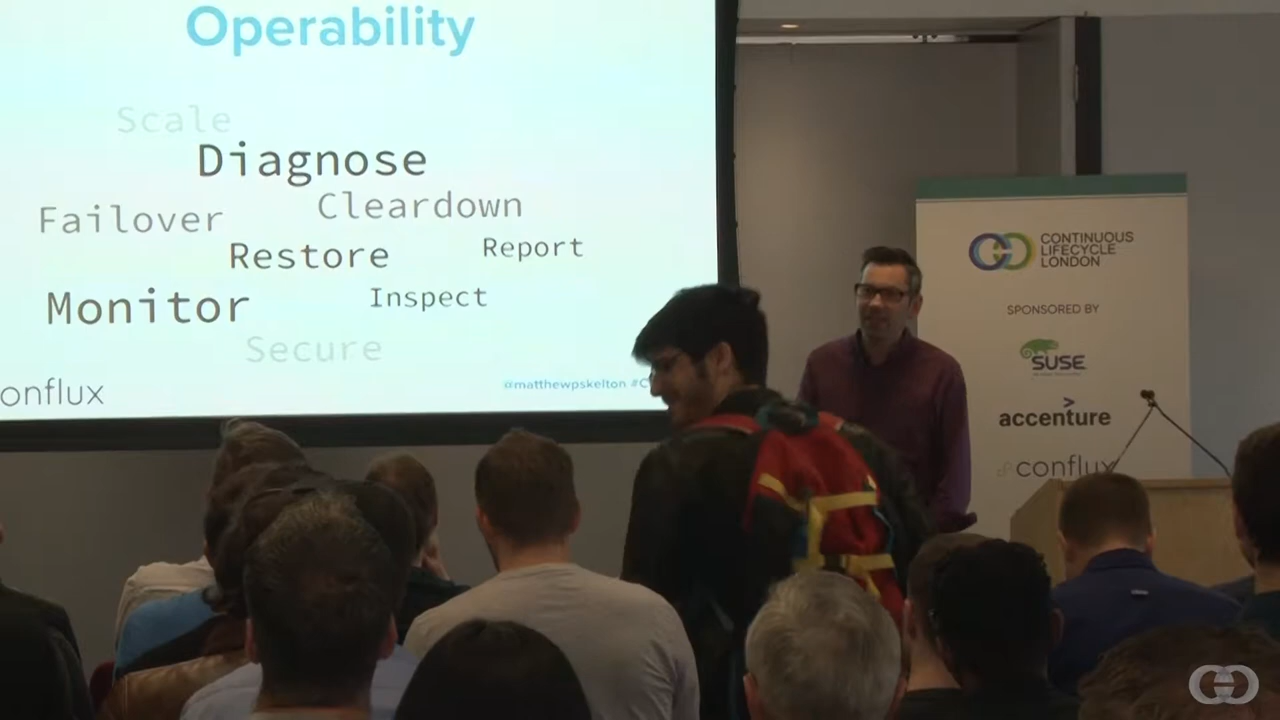 Operability
Scale
Diagnose
Failover
Cleardown
Restore
Report
Monitor
Inspect
Secure
onflux
@matthewpskelton #C
CONTINUOUS
LIFECYCLE
LONDON
SPONSORED BY
SUSE
accenture
conflux